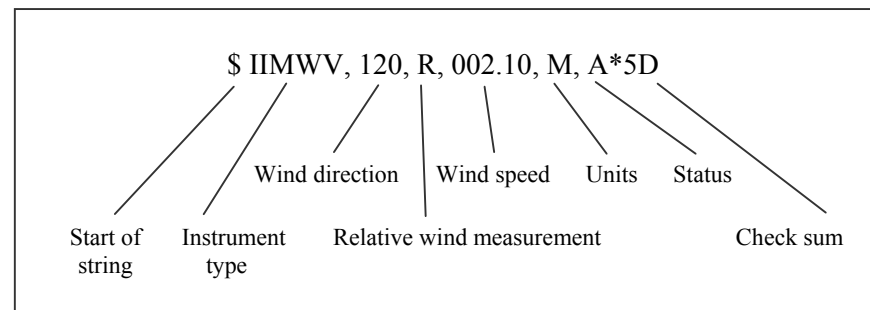 $ IIMWV, 120, R, 002.10, M, A*5D
Wind direction Wind speed Units Status
Start of string Instrument type Relative wind measurement Check sum